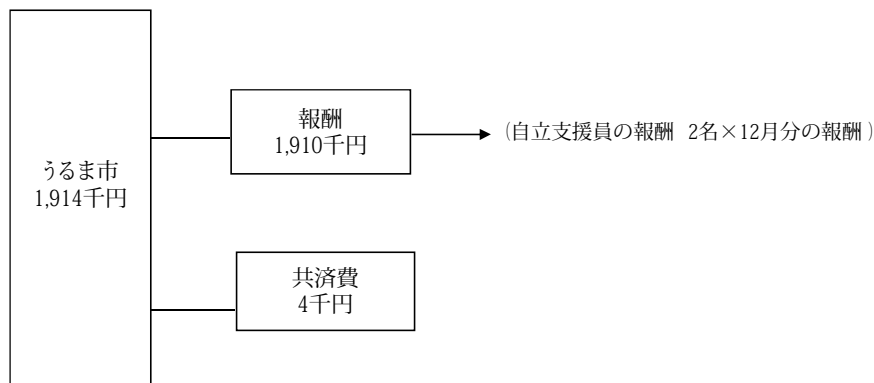 うるま市
1,914千円
報酬
1,910千円
(自立支援員の報酬 2名×12月分の報酬)
共済費
4千円